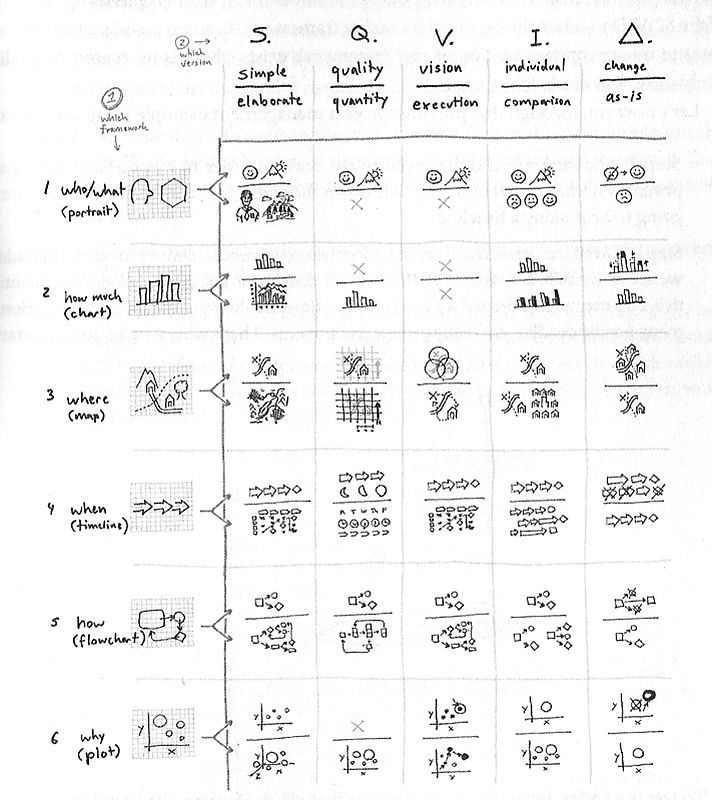 S. Q. V. I. Δ
2 which version
simple quality vision individual change
elaborate quantity execution comparison as-is
1
which
framework
1 who/what
(portrait)
2 how much
(chart)
3 where
(map)
4 when
(timeline)
M T W T F
5 how
(flowchart)
6 why
(plot)
y x
y x
y x
y x
y x
y x
y x
y x
y x
y x